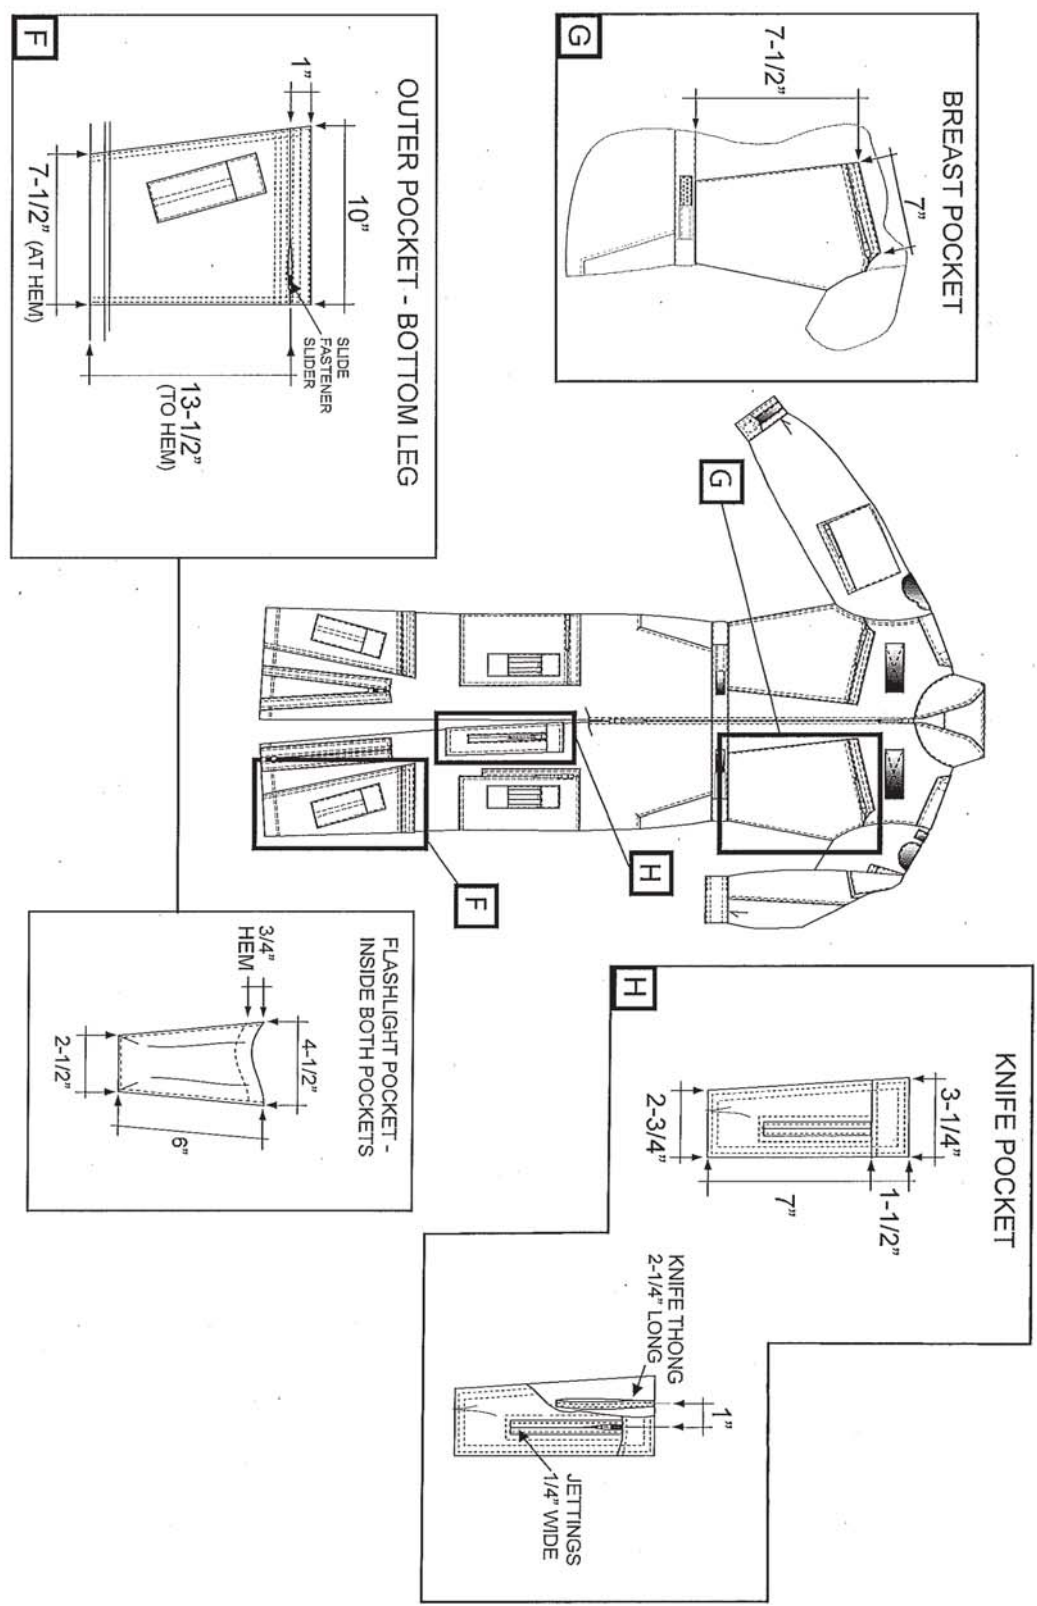 BREAST POCKET
7"
7-1/2"
G
OUTER POCKET - BOTTOM LEG
10"
1"
SLIDE
FASTENER
SLIDER
13-1/2"
(TO HEM)
7-1/2" (AT HEM)
F
G
H
F
KNIFE POCKET
3-1/4"
1-1/2"
7"
2-3/4"
H
KNIFE THONG
2-1/4" LONG
1"
JETTINGS
1/4" WIDE
FLASHLIGHT POCKET -
INSIDE BOTH POCKETS
3/4"
HEM
4-1/2"
6"
2-1/2"